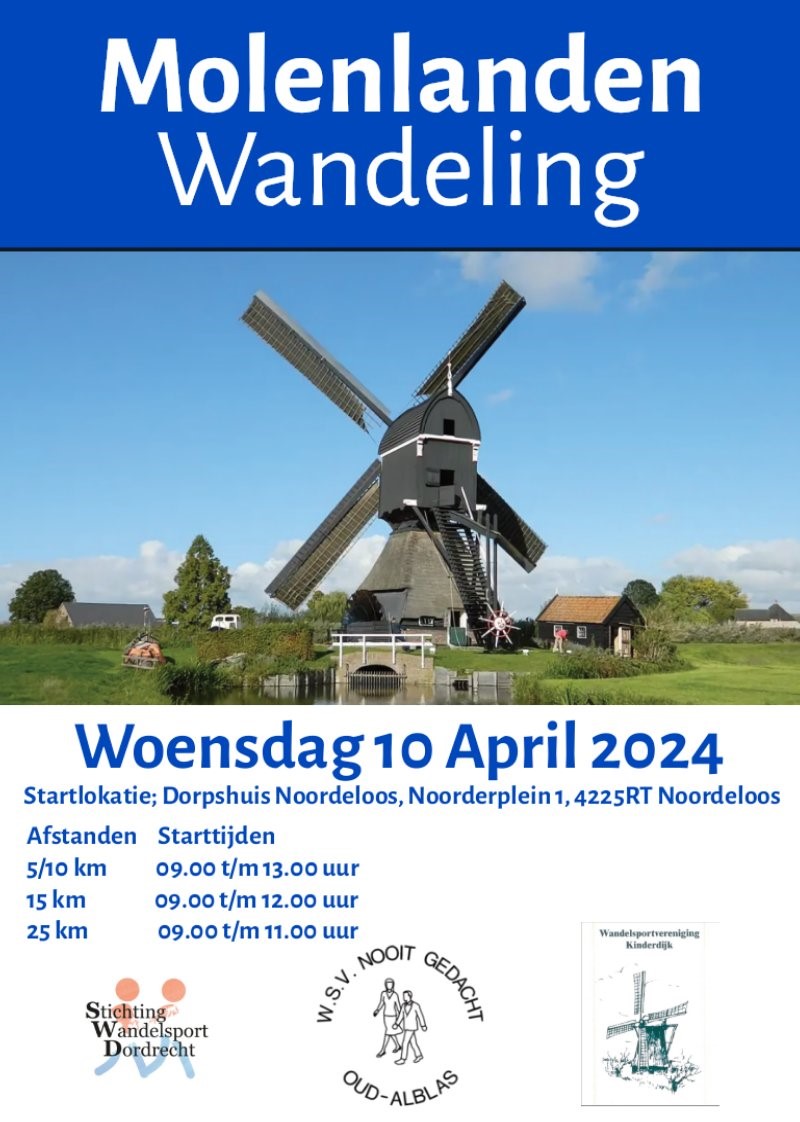 Molenlanden
Wandeling
Woensdag 10 April 2024
Startlokatie; Dorpshuis Noordeloos, Noorderplein 1, 4225RT Noordeloos
Afstanden Starttijden
5/10 km 09.00 t/m 13.00 uur
15 km 09.00 t/m 12.00 uur
25 km 09.00 t/m 11.00 uur
Stichting
Wandelsport
Dordrecht
W.S.V. NOOIT GEDACHT
OUD-ALBLAS
Wandelsportvereniging
Kinderdijk